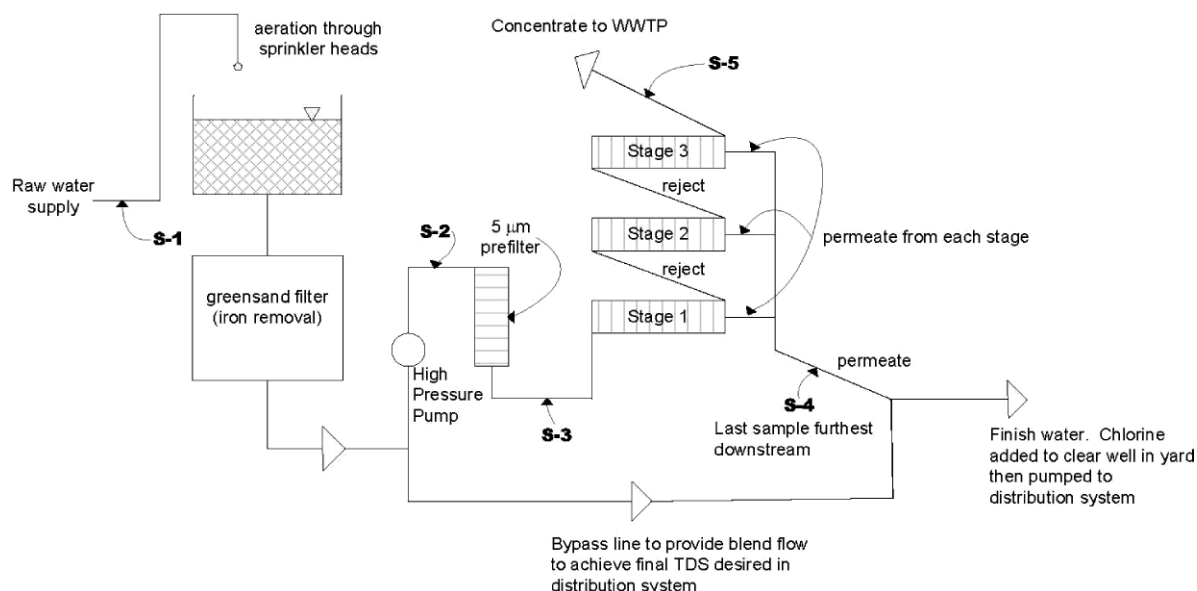 aeration through
sprinkler heads
Concentrate to WWTP
S-5
Raw water
supply
S-1
Stage 3
reject
S-2
5 μm
prefilter
Stage 2
permeate from each stage
reject
greensand filter
(iron removal)
Stage 1
High
Pressure
Pump
permeate
S-3
S-4
Last sample furthest
downstream
Finish water. Chlorine
added to clear well in yard
then pumped to
distribution system
Bypass line to provide blend flow
to achieve final TDS desired in
distribution system